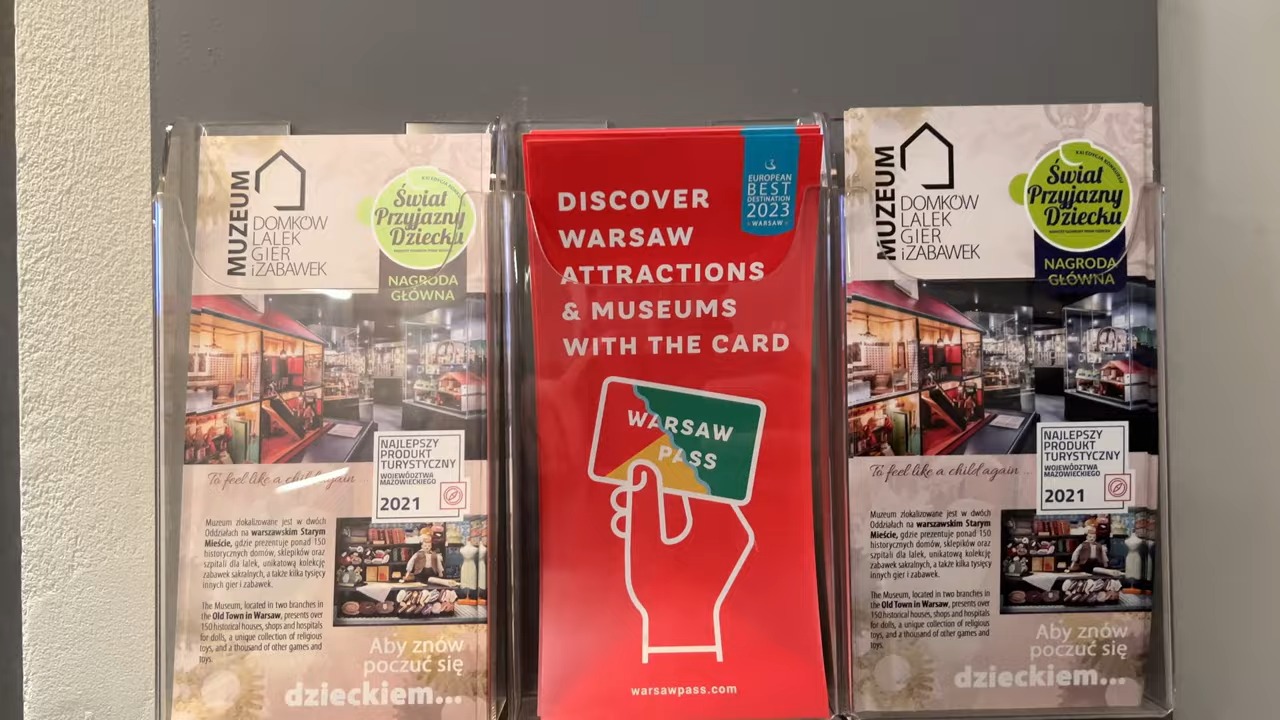 MUZEUM
DOMKÓW
LALEK
GIER
iZABAWEK
Świat
Przyjazny
Dziecku
NAGRODA
GŁÓWNA
NAJLEPSZY
PRODUKT
TURYSTYCZNY
WOJEWÓDZTWA
MAZOWIECKIEGO
2021
To feel like a child again ...
Muzeum zlokalizowane jest w dwóch
Oddziałach na warszawskim Starym
Mieście, gdzie prezentuje ponad 150
historycznych domów, sklepików oraz
szpitali dla lalek, unikatową kolekcję
zabawek sakralnych, a także kilka tysięcy
innych gier i zabawek.
The Museum, located in two branches in
the Old Town in Warsaw, presents over
150 historical houses, shops and hospitals
for dolls, a unique collection of religious
toys, and a thousand of other games and
toys.
Aby znów
poczuć się
dzieckiem...
EUROPEAN
BEST
DESTINATION
2023
WARSAW
DISCOVER
WARSAW
ATTRACTIONS
& MUSEUMS
WITH THE CARD
WARSAW
PASS
warsawpass.com
MUZEUM
DOMKÓW
LALEK
GIER
iZABAWEK
XXI EDYCJA KONKURSU
Świat
Przyjazny
Dziecku
NAGRODA
GŁÓWNA
NAJLEPSZY
PRODUKT
TURYSTYCZNY
WOJEWÓDZTWA
MAZOWIECKIEGO
2021
To feel like a child again ...
Muzeum zlokalizowane jest w dwóch
Oddziałach na warszawskim Starym
Mieście, gdzie prezentuje ponad 150
historycznych domów, sklepików oraz
szpitali dla lalek, unikatową kolekcję
zabawek sakralnych, a także kilka tysięcy
innych gier i zabawek.
The Museum, located in two branches in
the Old Town in Warsaw, presents over
150 historical houses, shops and hospitals
for dolls, a unique collection of religious
toys, and a thousand of other games and
toys.
Aby znów
poczuć się
dzieckiem...